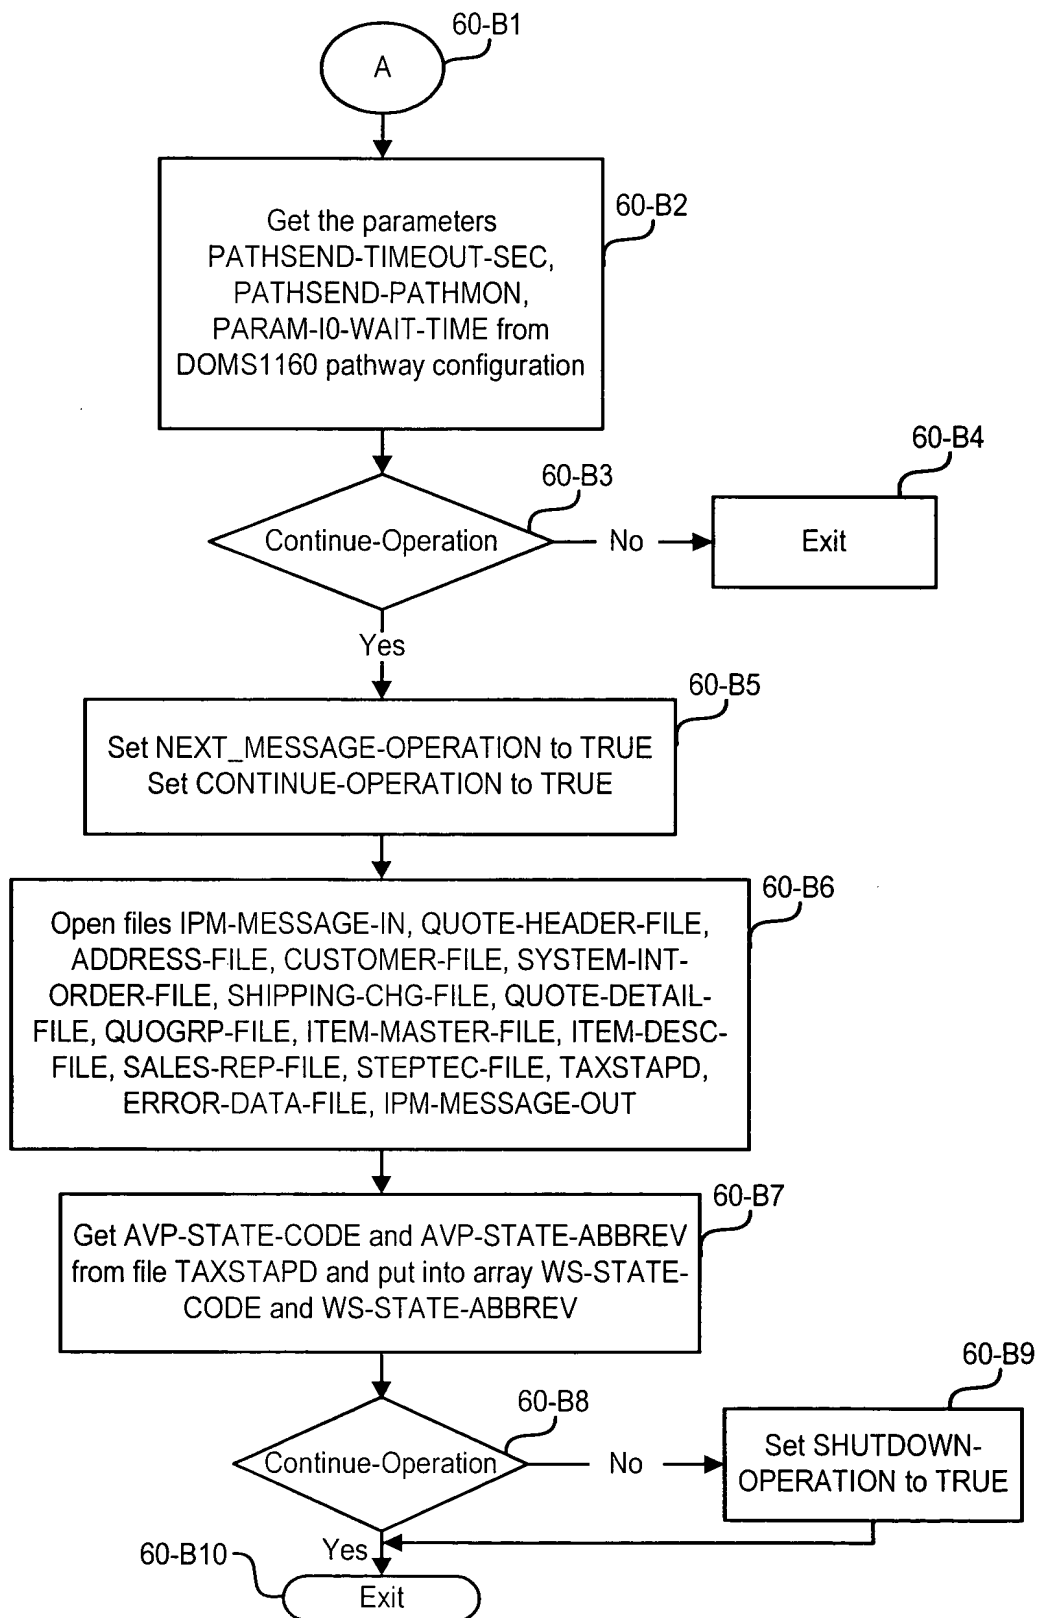 60-B1
A
60-B2
Get the parameters
PATHSEND-TIMEOUT-SEC,
PATHSEND-PATHMON,
PARAM-I0-WAIT-TIME from
DOMS1160 pathway configuration
60-B3
60-B4
Continue-Operation
No
Exit
Yes
60-B5
Set NEXT_MESSAGE-OPERATION to TRUE
Set CONTINUE-OPERATION to TRUE
60-B6
Open files IPM-MESSAGE-IN, QUOTE-HEADER-FILE,
ADDRESS-FILE, CUSTOMER-FILE, SYSTEM-INT-
ORDER-FILE, SHIPPING-CHG-FILE, QUOTE-DETAIL-
FILE, QUOGRP-FILE, ITEM-MASTER-FILE, ITEM-DESC-
FILE, SALES-REP-FILE, STEPTEC-FILE, TAXSTAPD,
ERROR-DATA-FILE, IPM-MESSAGE-OUT
60-B7
Get AVP-STATE-CODE and AVP-STATE-ABBREV
from file TAXSTAPD and put into array WS-STATE-
CODE and WS-STATE-ABBREV
60-B8
60-B9
Continue-Operation
No
Set SHUTDOWN-
OPERATION to TRUE
Yes
60-B10
Exit